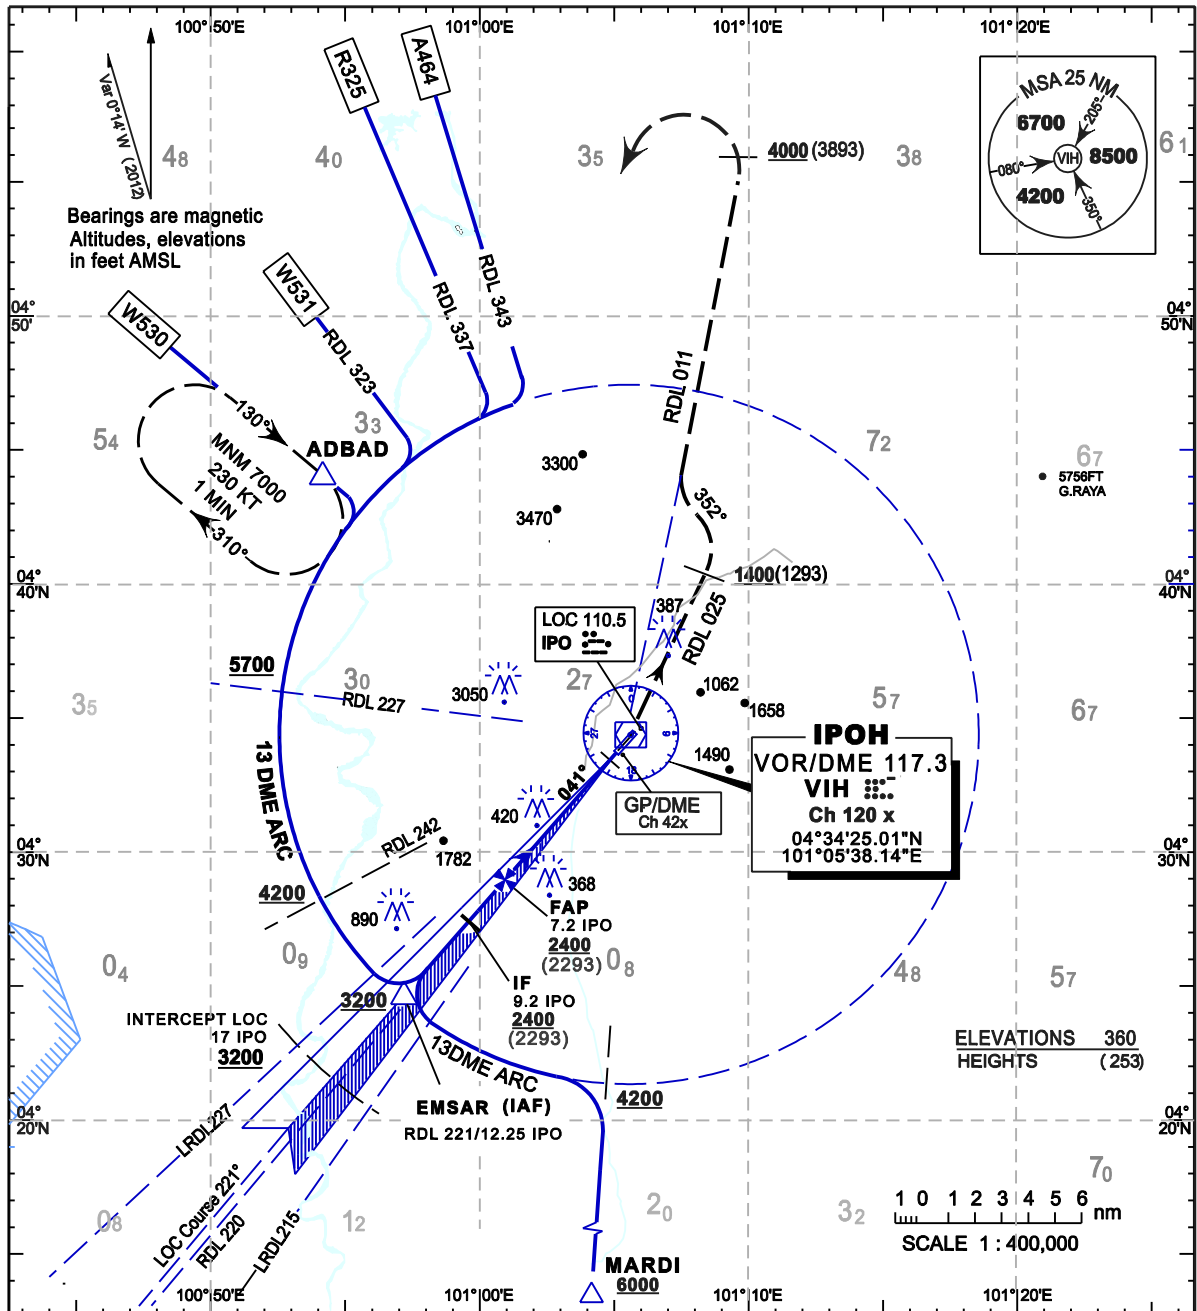 100°50'E
101°00'E
101°10'E
101°20'E
Var 0°14' W (2012)
R325
A464
4000 (3893)
MSA 25 NM
6700
205°
VIH
8500
080°
4200
350°
48
40
35
38
61
Bearings are magnetic
Altitudes, elevations
in feet AMSL
W531
W530
RDL 323
RDL 337
RDL 343
RDL 011
04°
50'
04°
50'N
130°
MNM 7000
230 KT
1 MIN
310°
ADBAD
54
33
72
67
3300
3470
352°
5756FT
G.RAYA
04°
40'N
04°
40'N
1400(1293)
387
RDL 025
LOC 110.5
IPO
5700
30
RDL 227
3050
27
1062
1658
1490
57
67
35
0
6
18
27
IPOH
VOR/DME 117.3
VIH
Ch 120 x
04°34'25.01"N
101°05'38.14"E
GP/DME
Ch 42x
041°
13 DME ARC
420
RDL 242
1782
04°
30'N
04°
30'N
4200
890
368
FAP
7.2 IPO
2400
(2293)
04
09
08
48
57
IF
9.2 IPO
2400
(2293)
3200
INTERCEPT LOC
17 IPO
3200
13DME ARC
ELEVATIONS 360
HEIGHTS (253)
EMSAR (IAF)
RDL 221/12.25 IPO
4200
04°
20'N
04°
20'N
LRDL227
LOC Course 221°
RDL 220
LRDL215
08
12
20
32
70
1 0 1 2 3 4 5 6 nm
SCALE 1 : 400,000
MARDI
6000
100°50'E
101°00'E
101°10'E
101°20'E